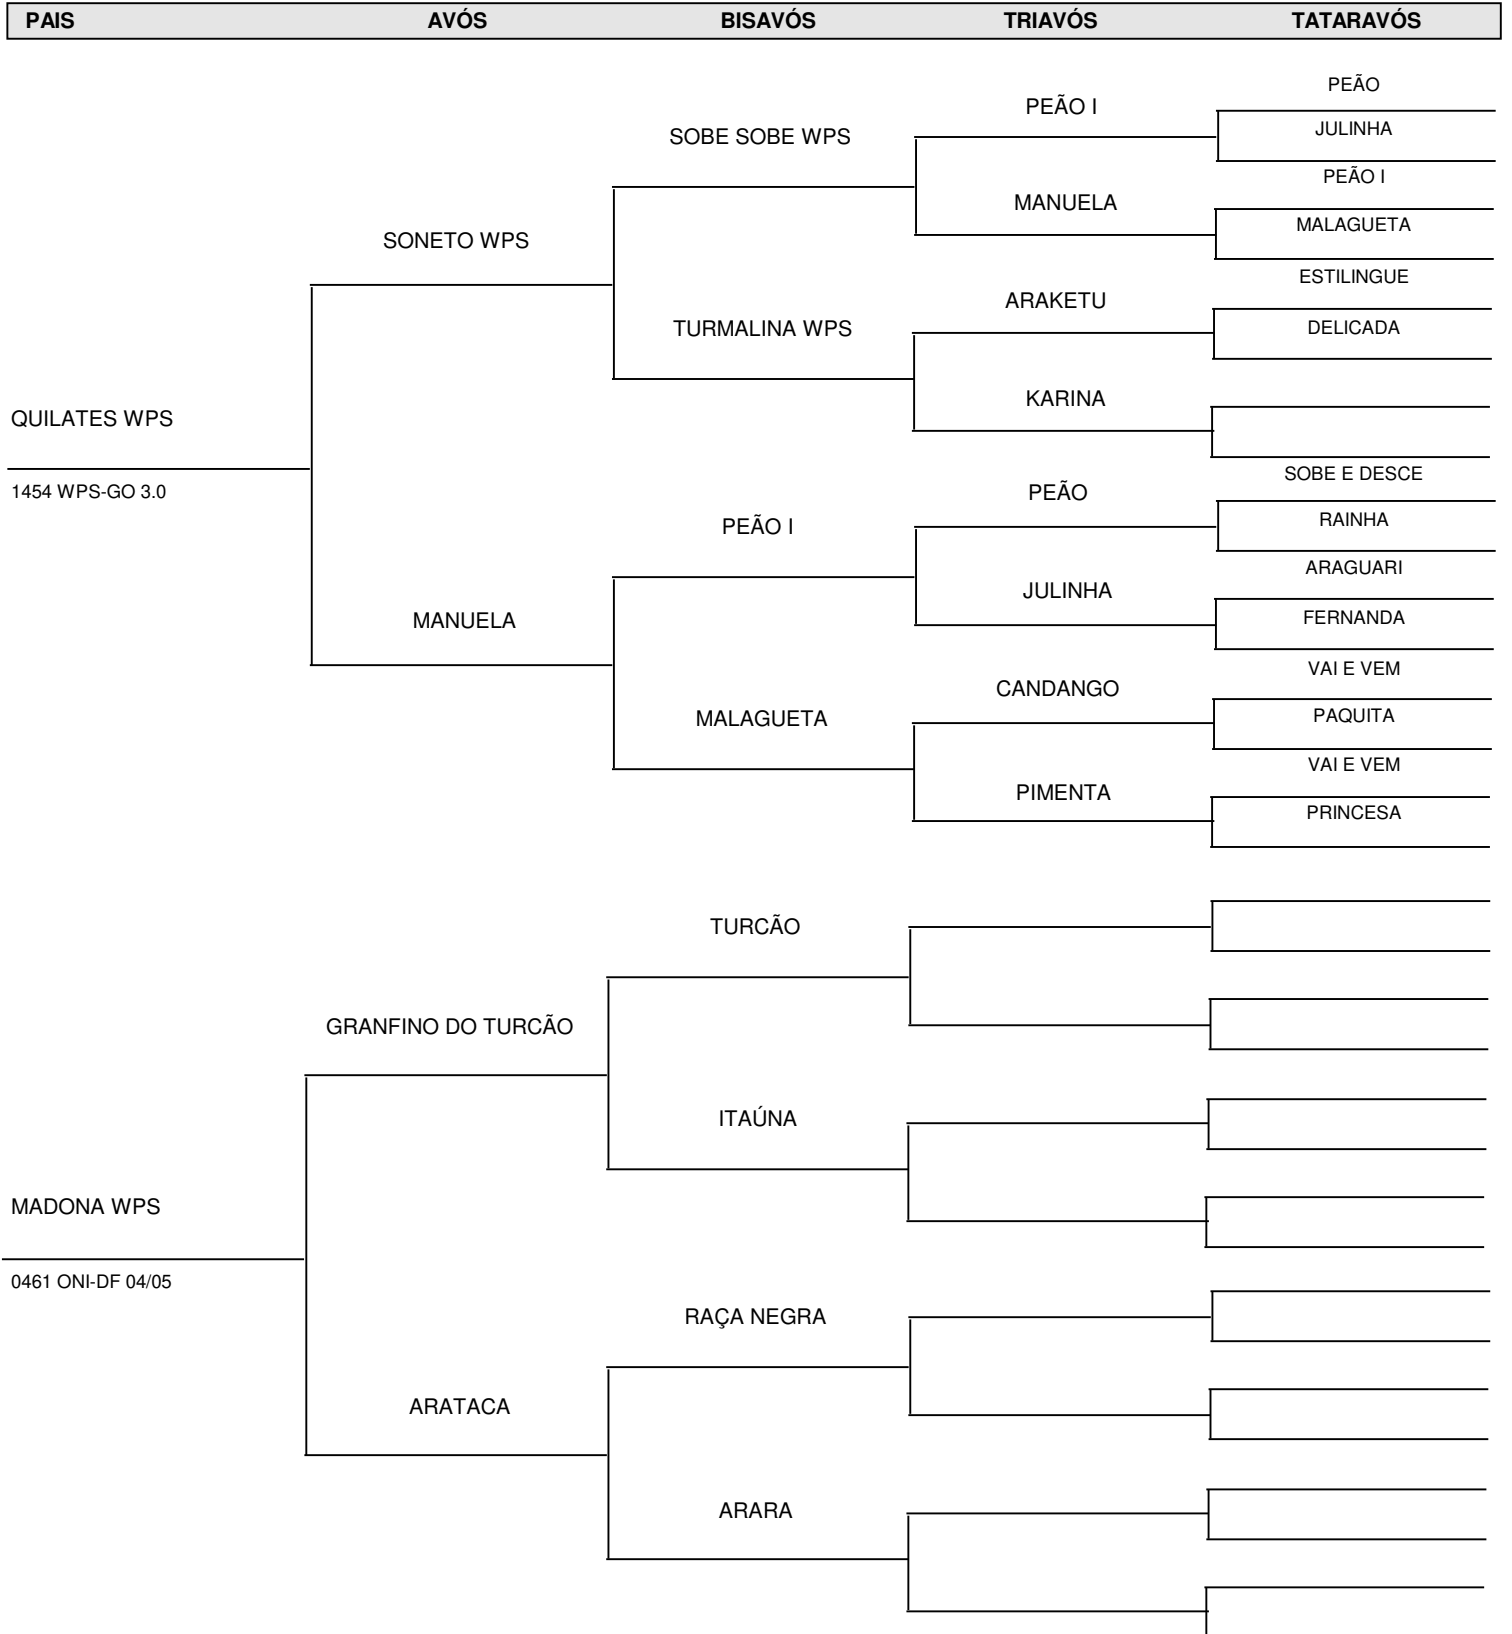 PAIS AVÓS BISAVÓS TRIAVÓS TATARAVÓS
PEÃO
PEÃO I
JULINHA
SOBE SOBE WPS
PEÃO I
MANUELA
MALAGUETA
SONETO WPS
ESTILINGUE
ARAKETU
TURMALINA WPS
DELICADA
KARINA
QUILATES WPS
SOBE E DESCE
1454 WPS-GO 3.0
PEÃO
RAINHA
PEÃO I
ARAGUARI
JULINHA
FERNANDA
MANUELA
VAI E VEM
CANDANGO
PAQUITA
MALAGUETA
VAI E VEM
PIMENTA
PRINCESA
TURCÃO
GRANFINO DO TURCÃO
ITAÚNA
MADONA WPS
0461 ONI-DF 04/05
RAÇA NEGRA
ARATACA
ARARA